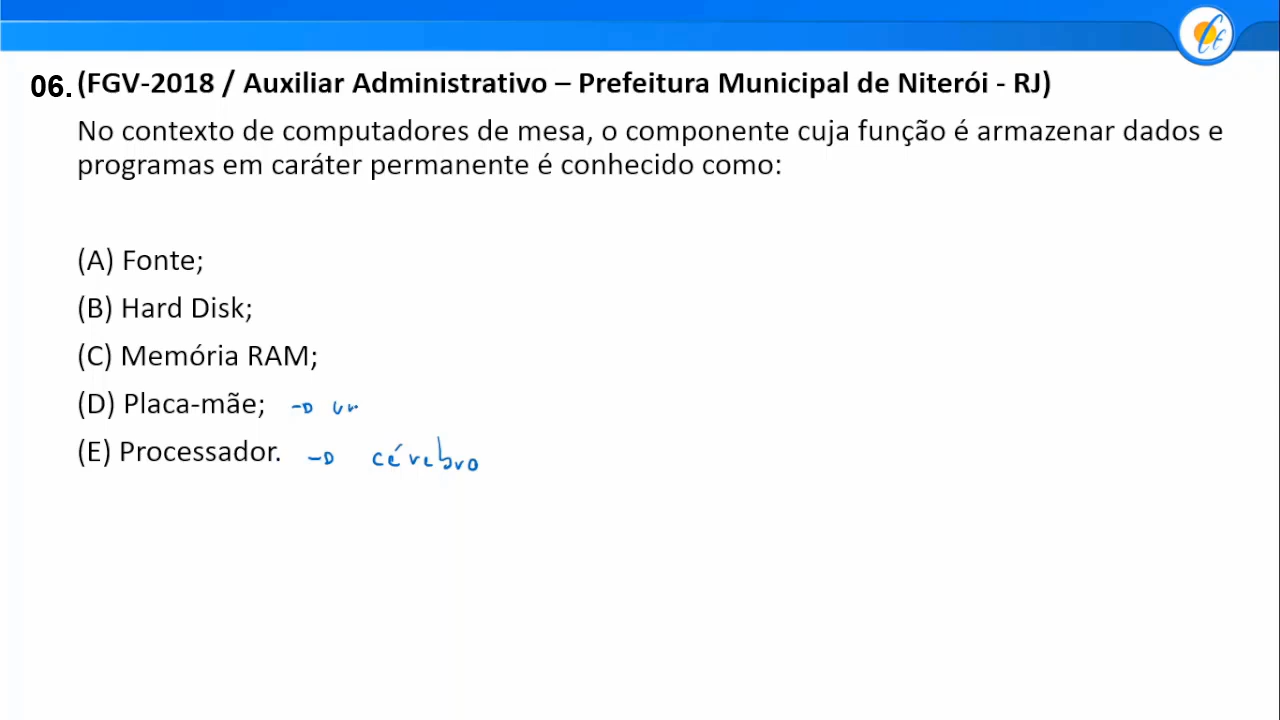 06. (FGV-2018 / Auxiliar Administrativo – Prefeitura Municipal de Niterói - RJ)
No contexto de computadores de mesa, o componente cuja função é armazenar dados e
programas em caráter permanente é conhecido como:
(A) Fonte;
(B) Hard Disk;
(C) Memória RAM;
(D) Placa-mãe;
(E) Processador. cérebro